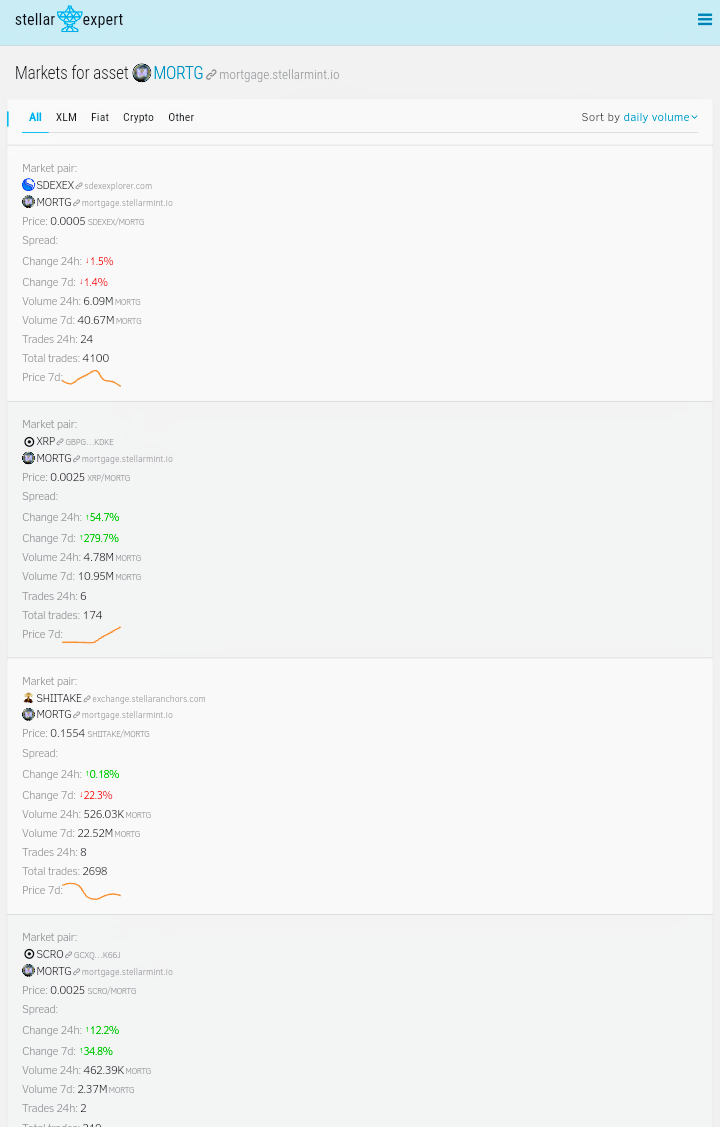 stellar expert
Markets for asset MORTG mortgage.stellarmint.io
All XLM Fiat Crypto Other Sort by daily volume
Market pair:
SDEXEX sdexexplorer.com
MORTG mortgage.stellarmint.io
Price: 0.0005 SDEXEX/MORTG
Spread:
Change 24h: ↓1.5%
Change 7d: ↓1.4%
Volume 24h: 6.09M MORTG
Volume 7d: 40.67M MORTG
Trades 24h: 24
Total trades: 4100
Price 7d:
Market pair:
XRP GBPG…KDKE
MORTG mortgage.stellarmint.io
Price: 0.0025 XRP/MORTG
Spread:
Change 24h: ↑54.7%
Change 7d: ↑279.7%
Volume 24h: 4.78M MORTG
Volume 7d: 10.95M MORTG
Trades 24h: 6
Total trades: 174
Price 7d:
Market pair:
SHIITAKE exchange.stellaranchors.com
MORTG mortgage.stellarmint.io
Price: 0.1554 SHIITAKE/MORTG
Spread:
Change 24h: ↑0.18%
Change 7d: ↓22.3%
Volume 24h: 526.03K MORTG
Volume 7d: 22.52M MORTG
Trades 24h: 8
Total trades: 2698
Price 7d:
Market pair:
SCRO GCXQ…K66J
MORTG mortgage.stellarmint.io
Price: 0.0025 SCRO/MORTG
Spread:
Change 24h: ↑12.2%
Change 7d: ↑34.8%
Volume 24h: 462.39K MORTG
Volume 7d: 2.37M MORTG
Trades 24h: 2
Total trades: